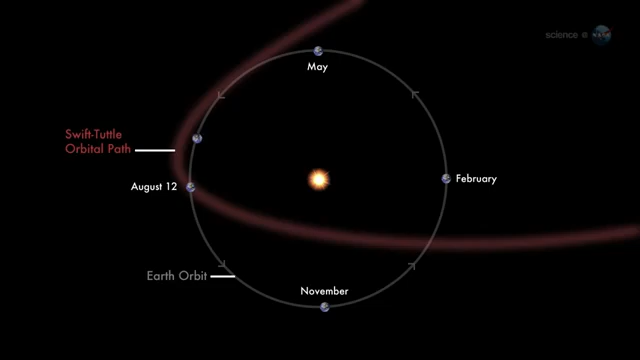 science @ NASA
May
Swift-Tuttle
Orbital Path
August 12
February
Earth Orbit
November